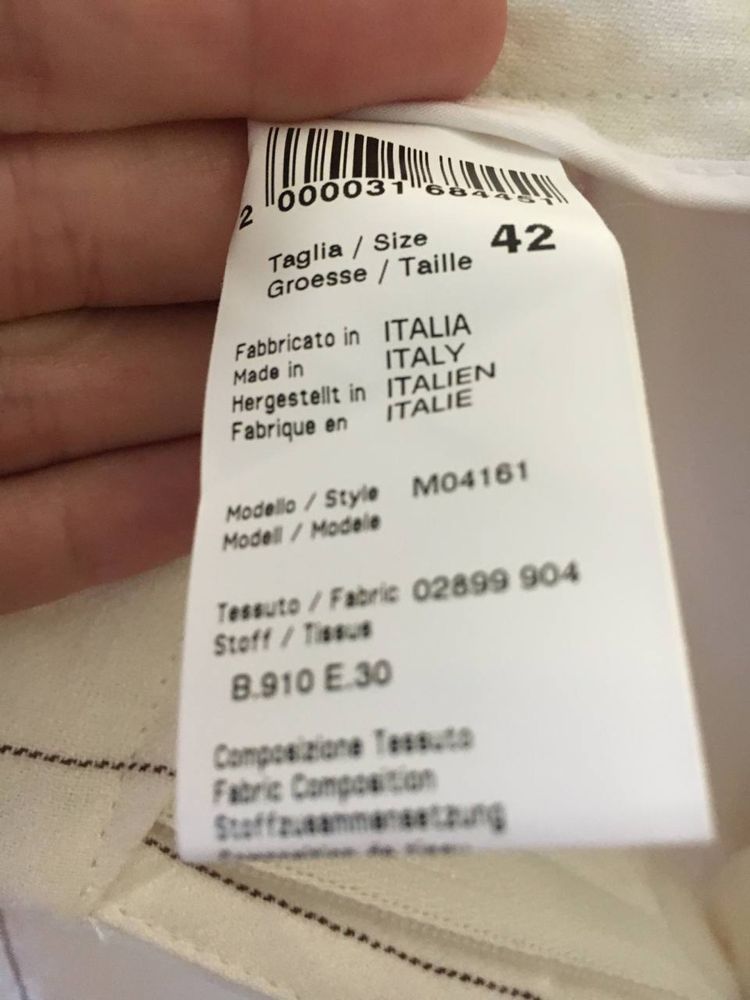 2 000031 684451
Taglia / Size 42
Groesse / Taille
Fabbricato in ITALIA
Made in ITALY
Hergestellt in ITALIEN
Fabrique en ITALIE
Modello / Style M04161
Modell / Modele
Tessuto / Fabric 02899 904
Stoff / Tissus
B.910 E.30
Composizione Tessuto
Fabric Composition
Stoffzusammensetzung